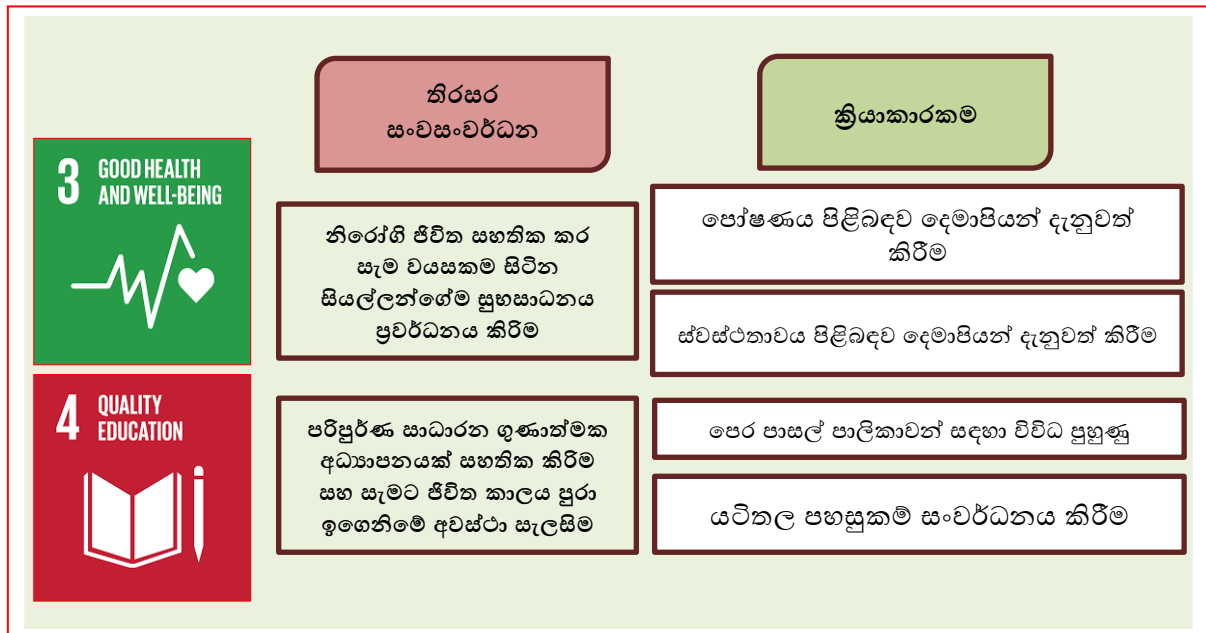 තිරසර
සංවසංවර්ධන
ක්‍රියාකාරකම
3 GOOD HEALTH
AND WELL-BEING
නිරෝගි ජිවිත සහතික කර
සැම වයසකම සිටින
සියල්ලන්ගේම සුභසාධනය
ප්‍රවර්ධනය කිරිම
පෝෂණය පිළිබඳව දෙමාපියන් දැනුවත්
කිරීම
ස්වස්ථතාවය පිළිබඳව දෙමාපියන් දැනුවත් කිරීම
4 QUALITY
EDUCATION
පරිපුර්ණ සාධාරන ගුණාත්මක
අධ්‍යාපනයක් සහතික කිරිම
සහ සැමට ජිවිත කාලය පුරා
ඉගෙනිමේ අවස්ථා සැලසිම
පෙර පාසල් පාලිකාවන් සඳහා විවිධ පුහුණු
යටිතල පහසුකම් සංවර්ධනය කිරීම